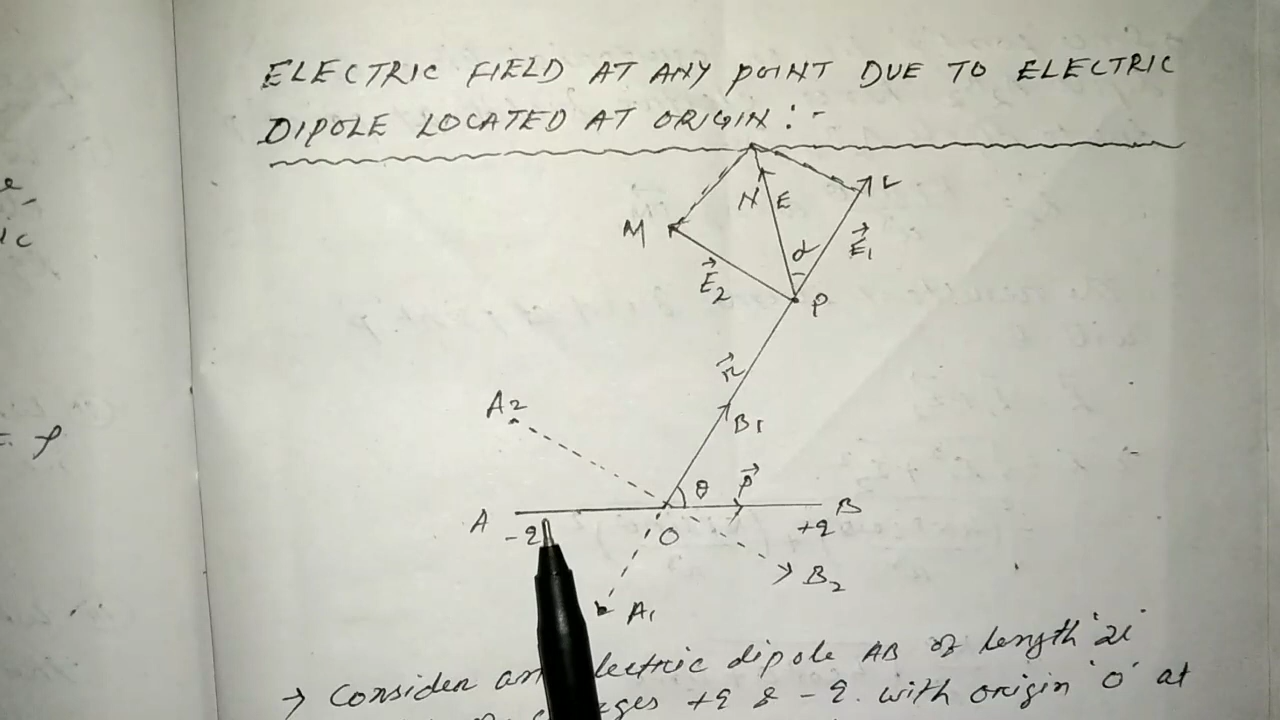 ELECTRIC FIELD AT ANY POINT DUE TO ELECTRIC
DIPOLE LOCATED AT ORIGIN :-
N E
L
M
α
E⃗1
E⃗2
P
r⃗
A2
B1
θ
p⃗
A
B
-q
O
+q
B2
A1
→ Consider an electric dipole AB of length '2l'
+q & -q. with origin 'O' at